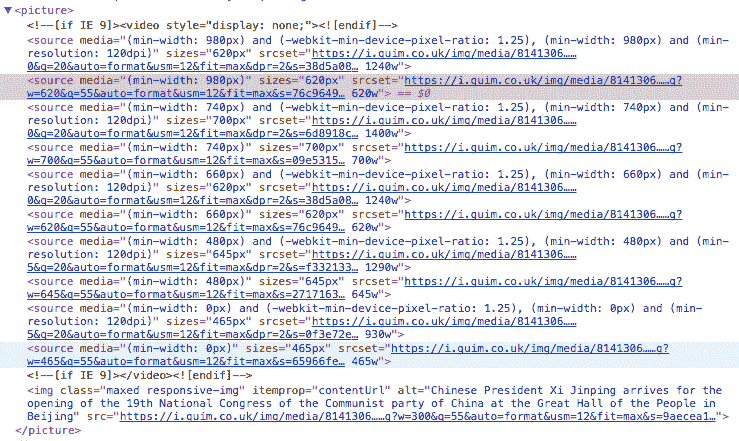 ▼<picture>
<!--[if IE 9]><video style="display: none;"><![endif]-->
<source media="(min-width: 980px) and (-webkit-min-device-pixel-ratio: 1.25), (min-width: 980px) and (min-
resolution: 120dpi)" sizes="620px" srcset="https://i.guim.co.uk/img/media/8141306……
0&q=20&auto=format&usm=12&fit=max&dpr=2&s=38d5a08… 1240w">
<source media="(min-width: 980px)" sizes="620px" srcset="https://i.guim.co.uk/img/media/8141306……g?
w=620&q=55&auto=format&usm=12&fit=max&s=76c9649… 620w"> == $0
<source media="(min-width: 740px) and (-webkit-min-device-pixel-ratio: 1.25), (min-width: 740px) and (min-
resolution: 120dpi)" sizes="700px" srcset="https://i.guim.co.uk/img/media/8141306……
0&q=20&auto=format&usm=12&fit=max&dpr=2&s=6d8918c… 1400w">
<source media="(min-width: 740px)" sizes="700px" srcset="https://i.guim.co.uk/img/media/8141306……g?
w=700&q=55&auto=format&usm=12&fit=max&s=09e5315… 700w">
<source media="(min-width: 660px) and (-webkit-min-device-pixel-ratio: 1.25), (min-width: 660px) and (min-
resolution: 120dpi)" sizes="620px" srcset="https://i.guim.co.uk/img/media/8141306……
0&q=20&auto=format&usm=12&fit=max&dpr=2&s=38d5a08… 1240w">
<source media="(min-width: 660px)" sizes="620px" srcset="https://i.guim.co.uk/img/media/8141306……g?
w=620&q=55&auto=format&usm=12&fit=max&s=76c9649… 620w">
<source media="(min-width: 480px) and (-webkit-min-device-pixel-ratio: 1.25), (min-width: 480px) and (min-
resolution: 120dpi)" sizes="645px" srcset="https://i.guim.co.uk/img/media/8141306……
5&q=20&auto=format&usm=12&fit=max&dpr=2&s=f332133… 1290w">
<source media="(min-width: 480px)" sizes="645px" srcset="https://i.guim.co.uk/img/media/8141306……g?
w=645&q=55&auto=format&usm=12&fit=max&s=2717163… 645w">
<source media="(min-width: 0px) and (-webkit-min-device-pixel-ratio: 1.25), (min-width: 0px) and (min-
resolution: 120dpi)" sizes="465px" srcset="https://i.guim.co.uk/img/media/8141306……
5&q=20&auto=format&usm=12&fit=max&dpr=2&s=0f3e72e… 930w">
<source media="(min-width: 0px)" sizes="465px" srcset="https://i.guim.co.uk/img/media/8141306……g?
w=465&q=55&auto=format&usm=12&fit=max&s=65966fe… 465w">
<!--[if IE 9]></video><![endif]-->
<img class="maxed responsive-img" itemprop="contentUrl" alt="Chinese President Xi Jinping arrives for the
opening of the 19th National Congress of the Communist party of China at the Great Hall of the People in
Beijing" src="https://i.guim.co.uk/img/media/8141306……g?w=300&q=55&auto=format&usm=12&fit=max&s=9aecea1…">
</picture>